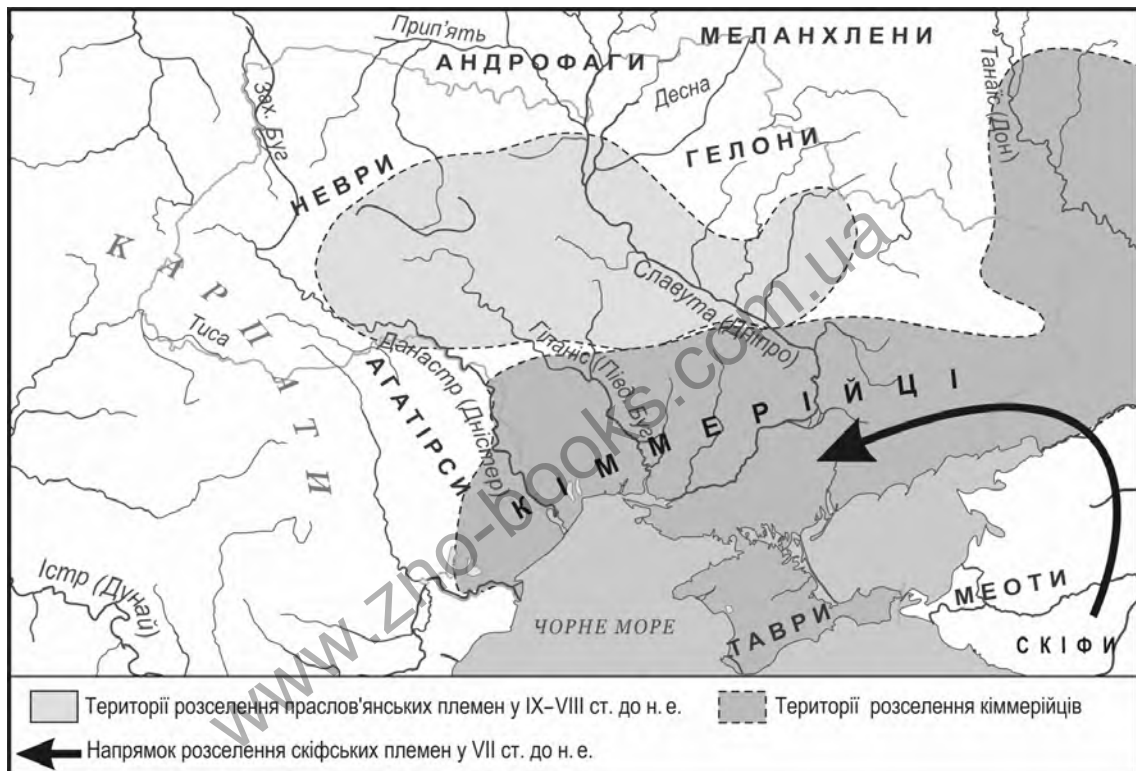 Прип'ять
МЕЛАНХЛЕНИ
АНДРОФАГИ
Десна
Танаїс (Дон)
Зах. Буг
ГЕЛОНИ
НЕВРИ
КАРПАТИ
Славута (Дніпро)
Тиса
Данастр (Дністер)
Гіпаніс (Півд. Буг)
АГАТІРСИ
КІММЕРІЙЦІ
Істр (Дунай)
МЕОТИ
ЧОРНЕ МОРЕ
ТАВРИ
СКІФИ
www.zno-books.com.ua
Території розселення праслов'янських племен у IX–VIII ст. до н. е.
Території розселення кіммерійців
Напрямок розселення скіфських племен у VII ст. до н. е.